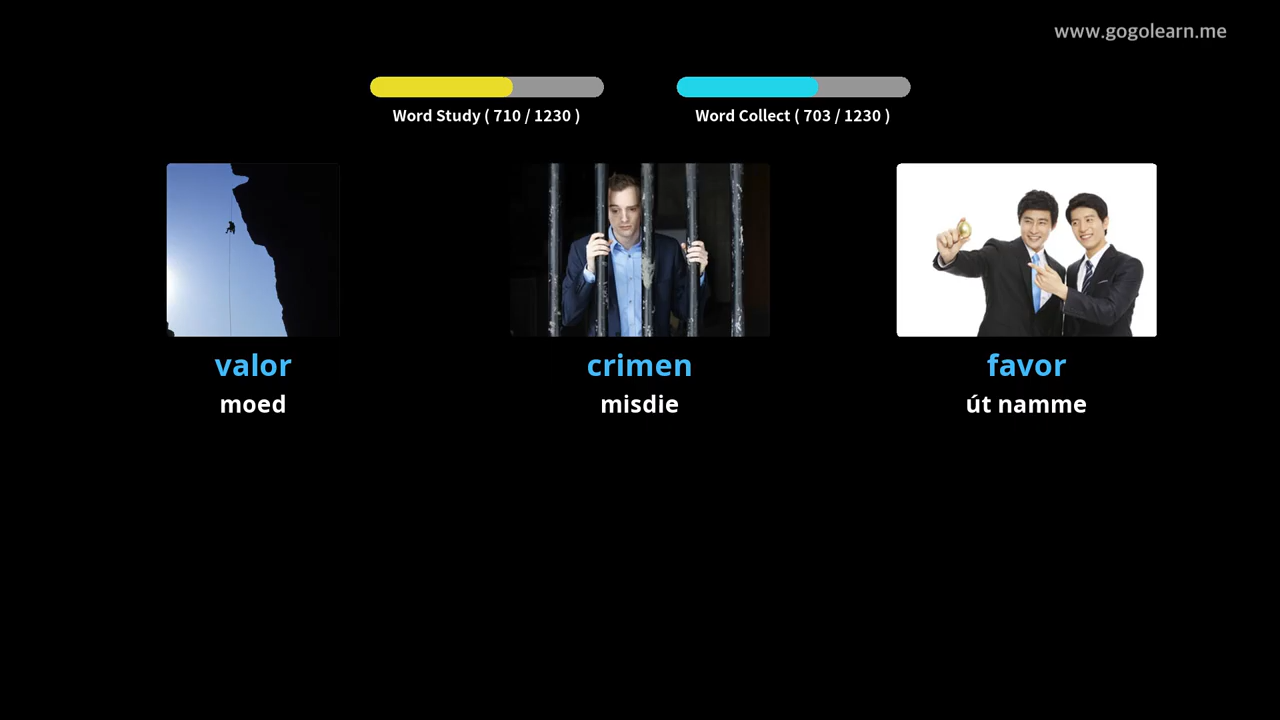 www.gogolearn.me
Word Study ( 710 / 1230 )
Word Collect ( 703 / 1230 )
valor
crimen
favor
moed
misdie
út namme